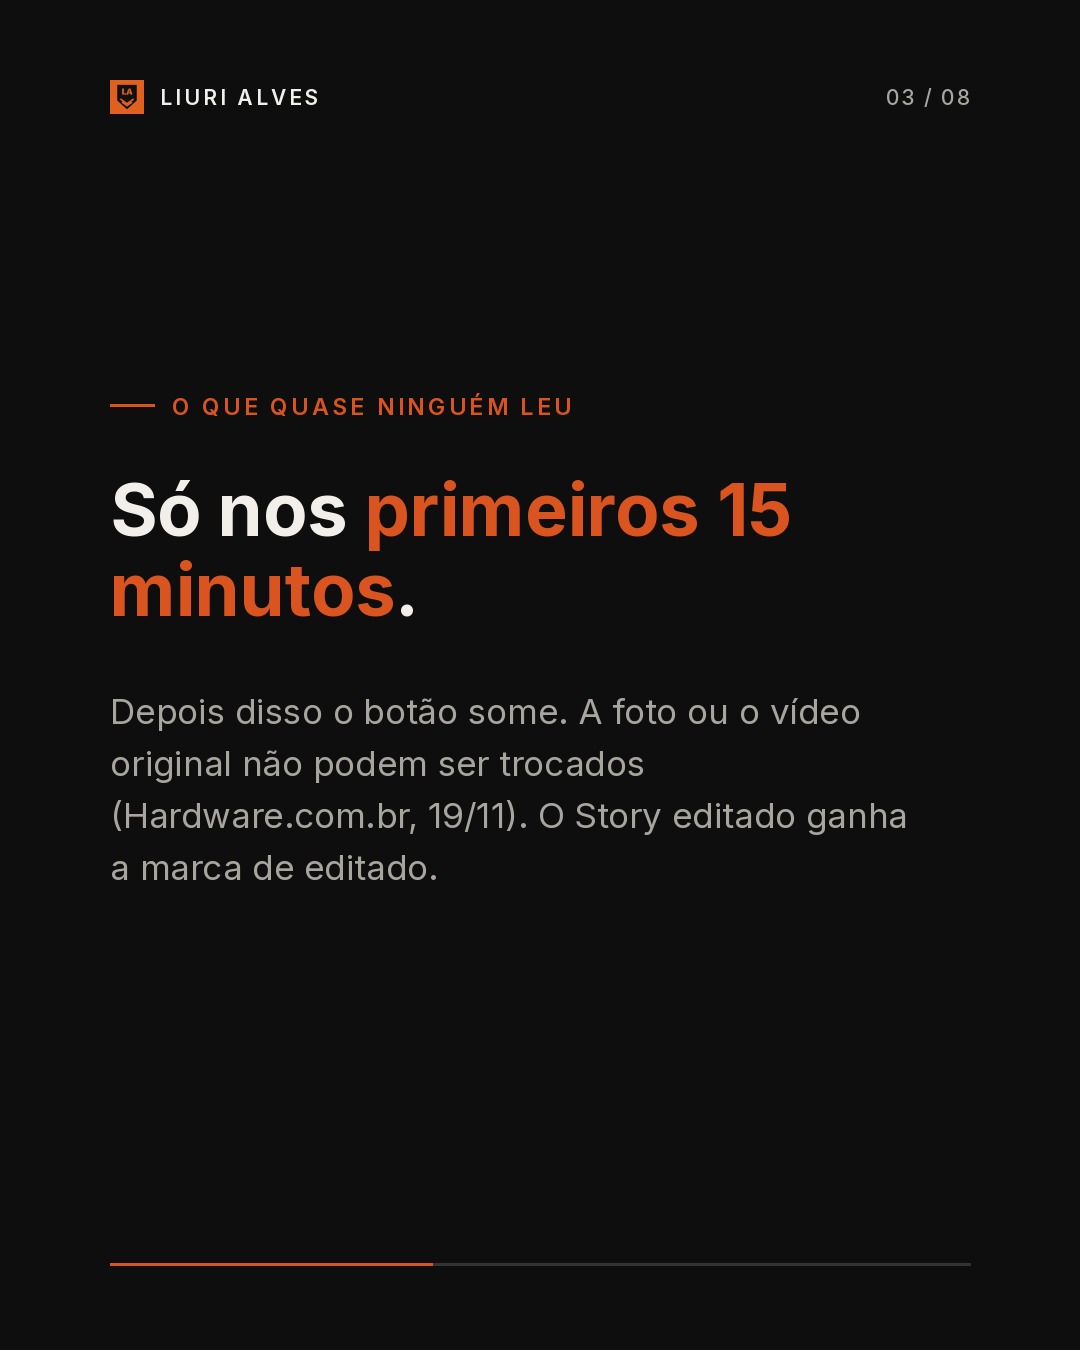 LA
LIURI ALVES
03 / 08
O QUE QUASE NINGUÉM LEU
Só nos primeiros 15
minutos.
Depois disso o botão some. A foto ou o vídeo
original não podem ser trocados
(Hardware.com.br, 19/11). O Story editado ganha
a marca de editado.